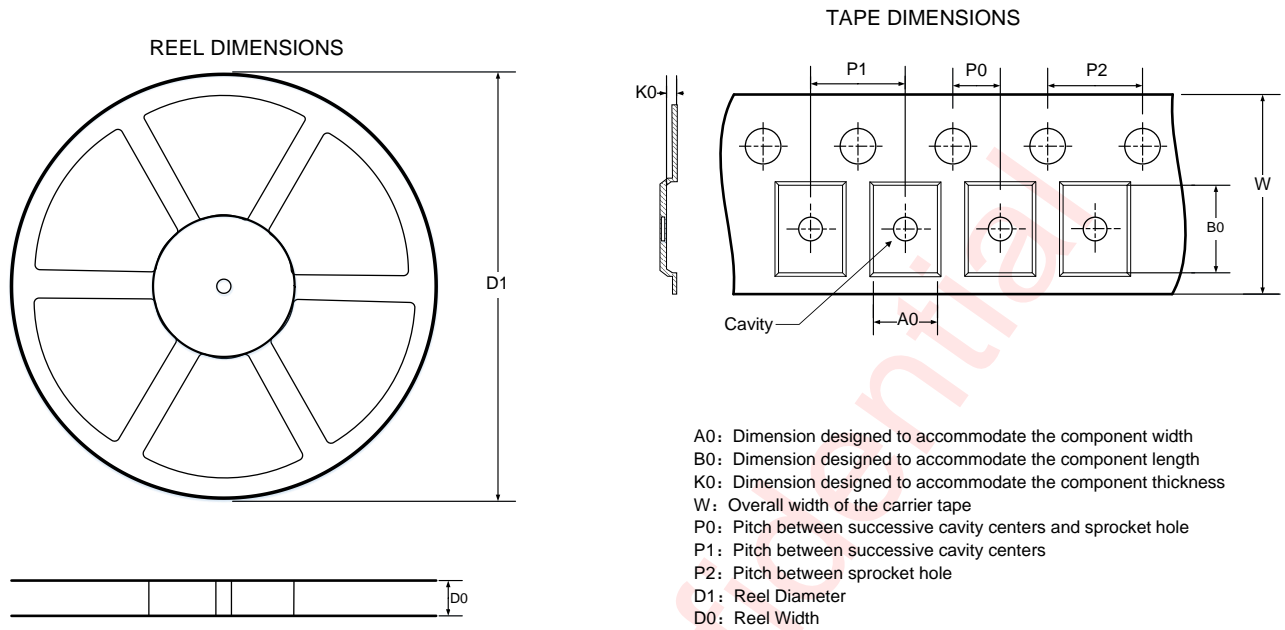 REEL DIMENSIONS
D1
D0
TAPE DIMENSIONS
P1
P0
P2
K0
W
B0
Cavity
A0
A0：Dimension designed to accommodate the component width
B0：Dimension designed to accommodate the component length
K0：Dimension designed to accommodate the component thickness
W：Overall width of the carrier tape
P0：Pitch between successive cavity centers and sprocket hole
P1：Pitch between successive cavity centers
P2：Pitch between sprocket hole
D1：Reel Diameter
D0：Reel Width
fidential